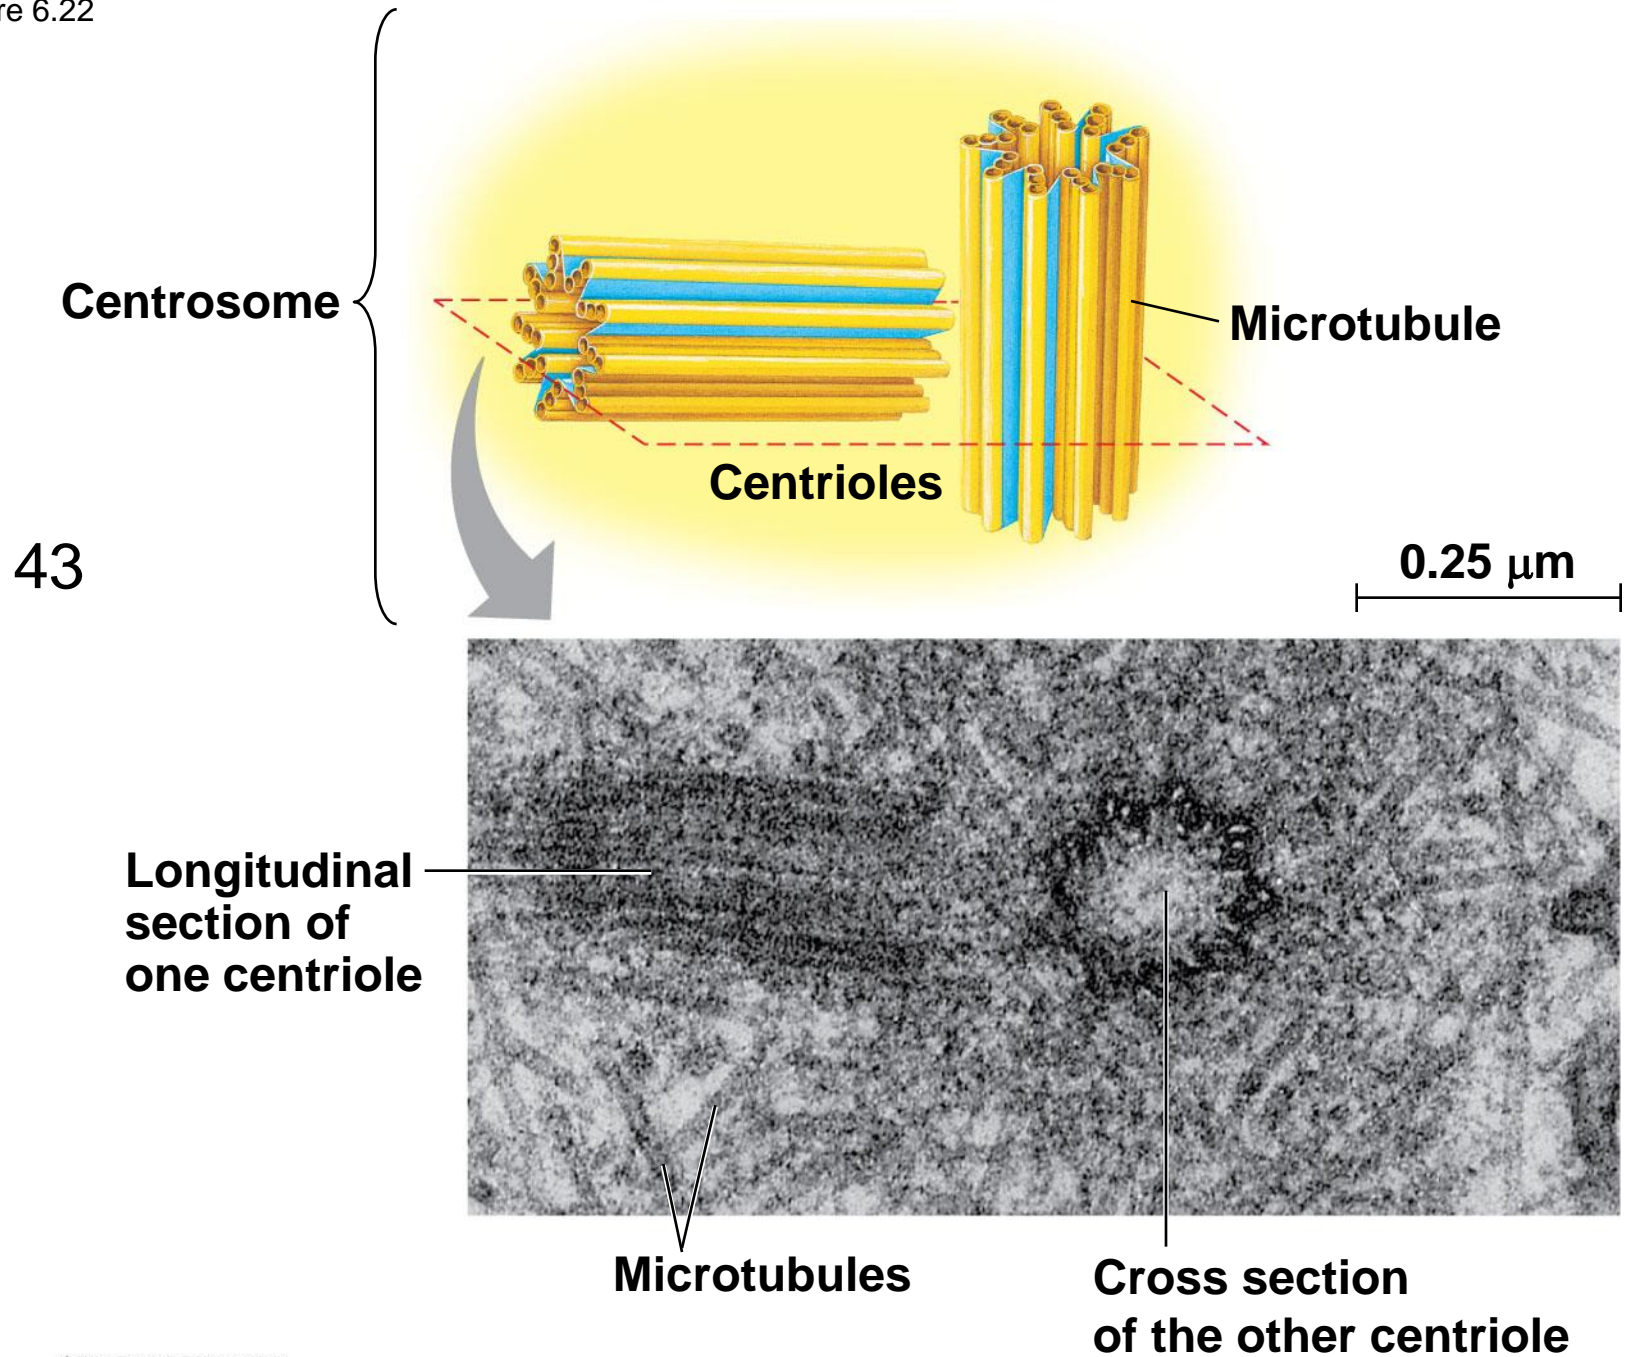 re 6.22
Centrosome
Microtubule
Centrioles
43
0.25 μm
Longitudinal
section of
one centriole
Microtubules
Cross section
of the other centriole